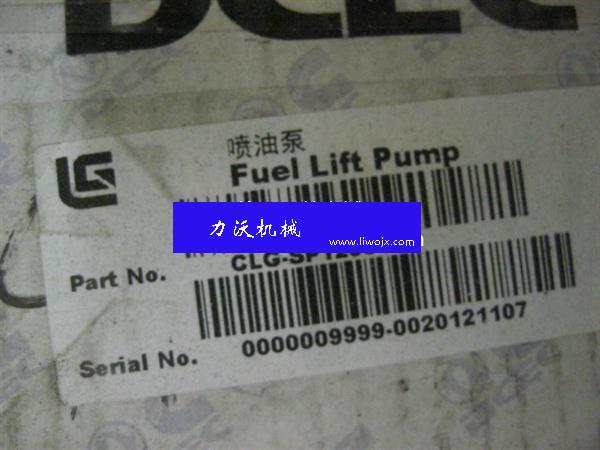 DCEC
喷油泵
Fuel Lift Pump
力沃机械
www.liwojx.com
Part No.
Serial No.
0000009999-0020121107